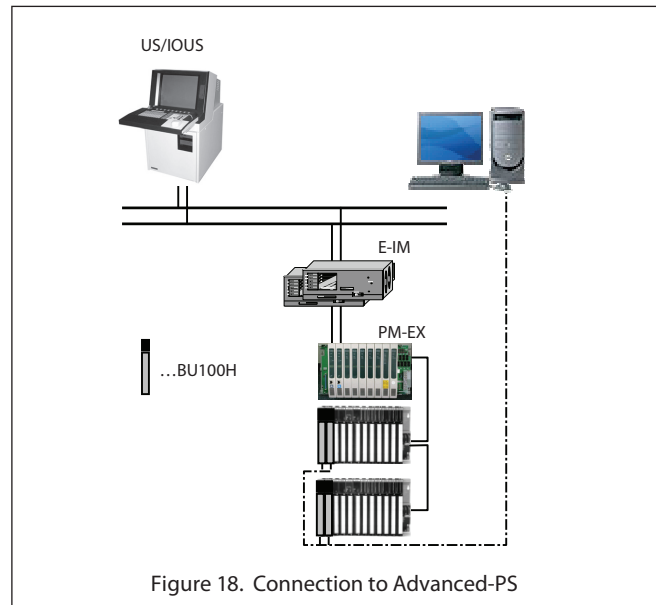 US/IOUS
E-IM
PM-EX
…BU100H
Figure 18. Connection to Advanced-PS